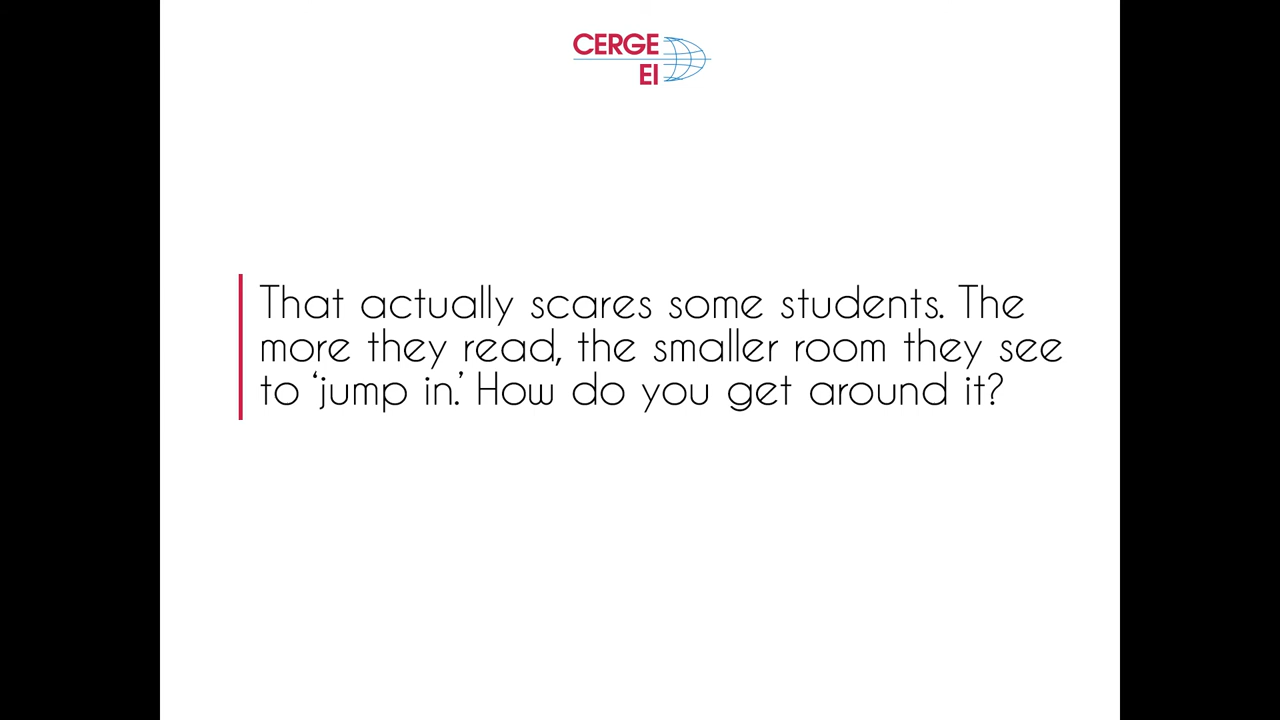 CERGE
EI
That actually scares some students. The
more they read, the smaller room they see
to ‘jump in.’ How do you get around it?